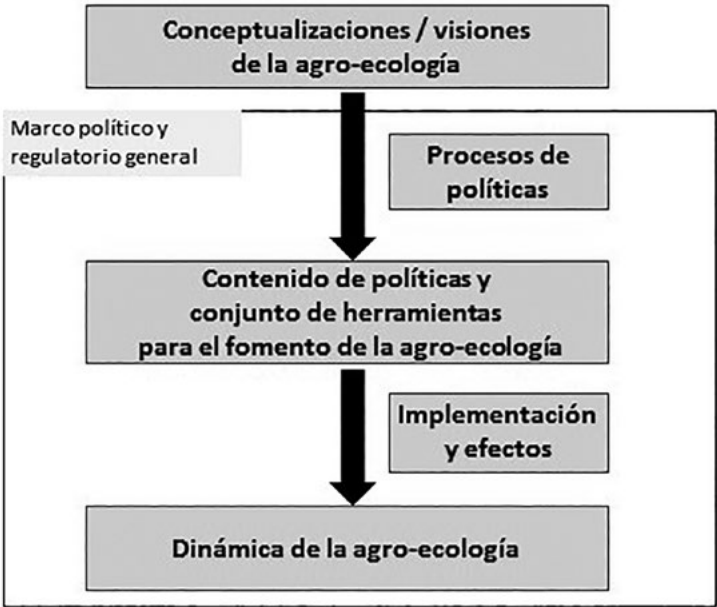 Conceptualizaciones / visiones
de la agro-ecología
Marco político y
regulatorio general
Procesos de
políticas
Contenido de políticas y
conjunto de herramientas
para el fomento de la agro-ecología
Implementación
y efectos
Dinámica de la agro-ecología